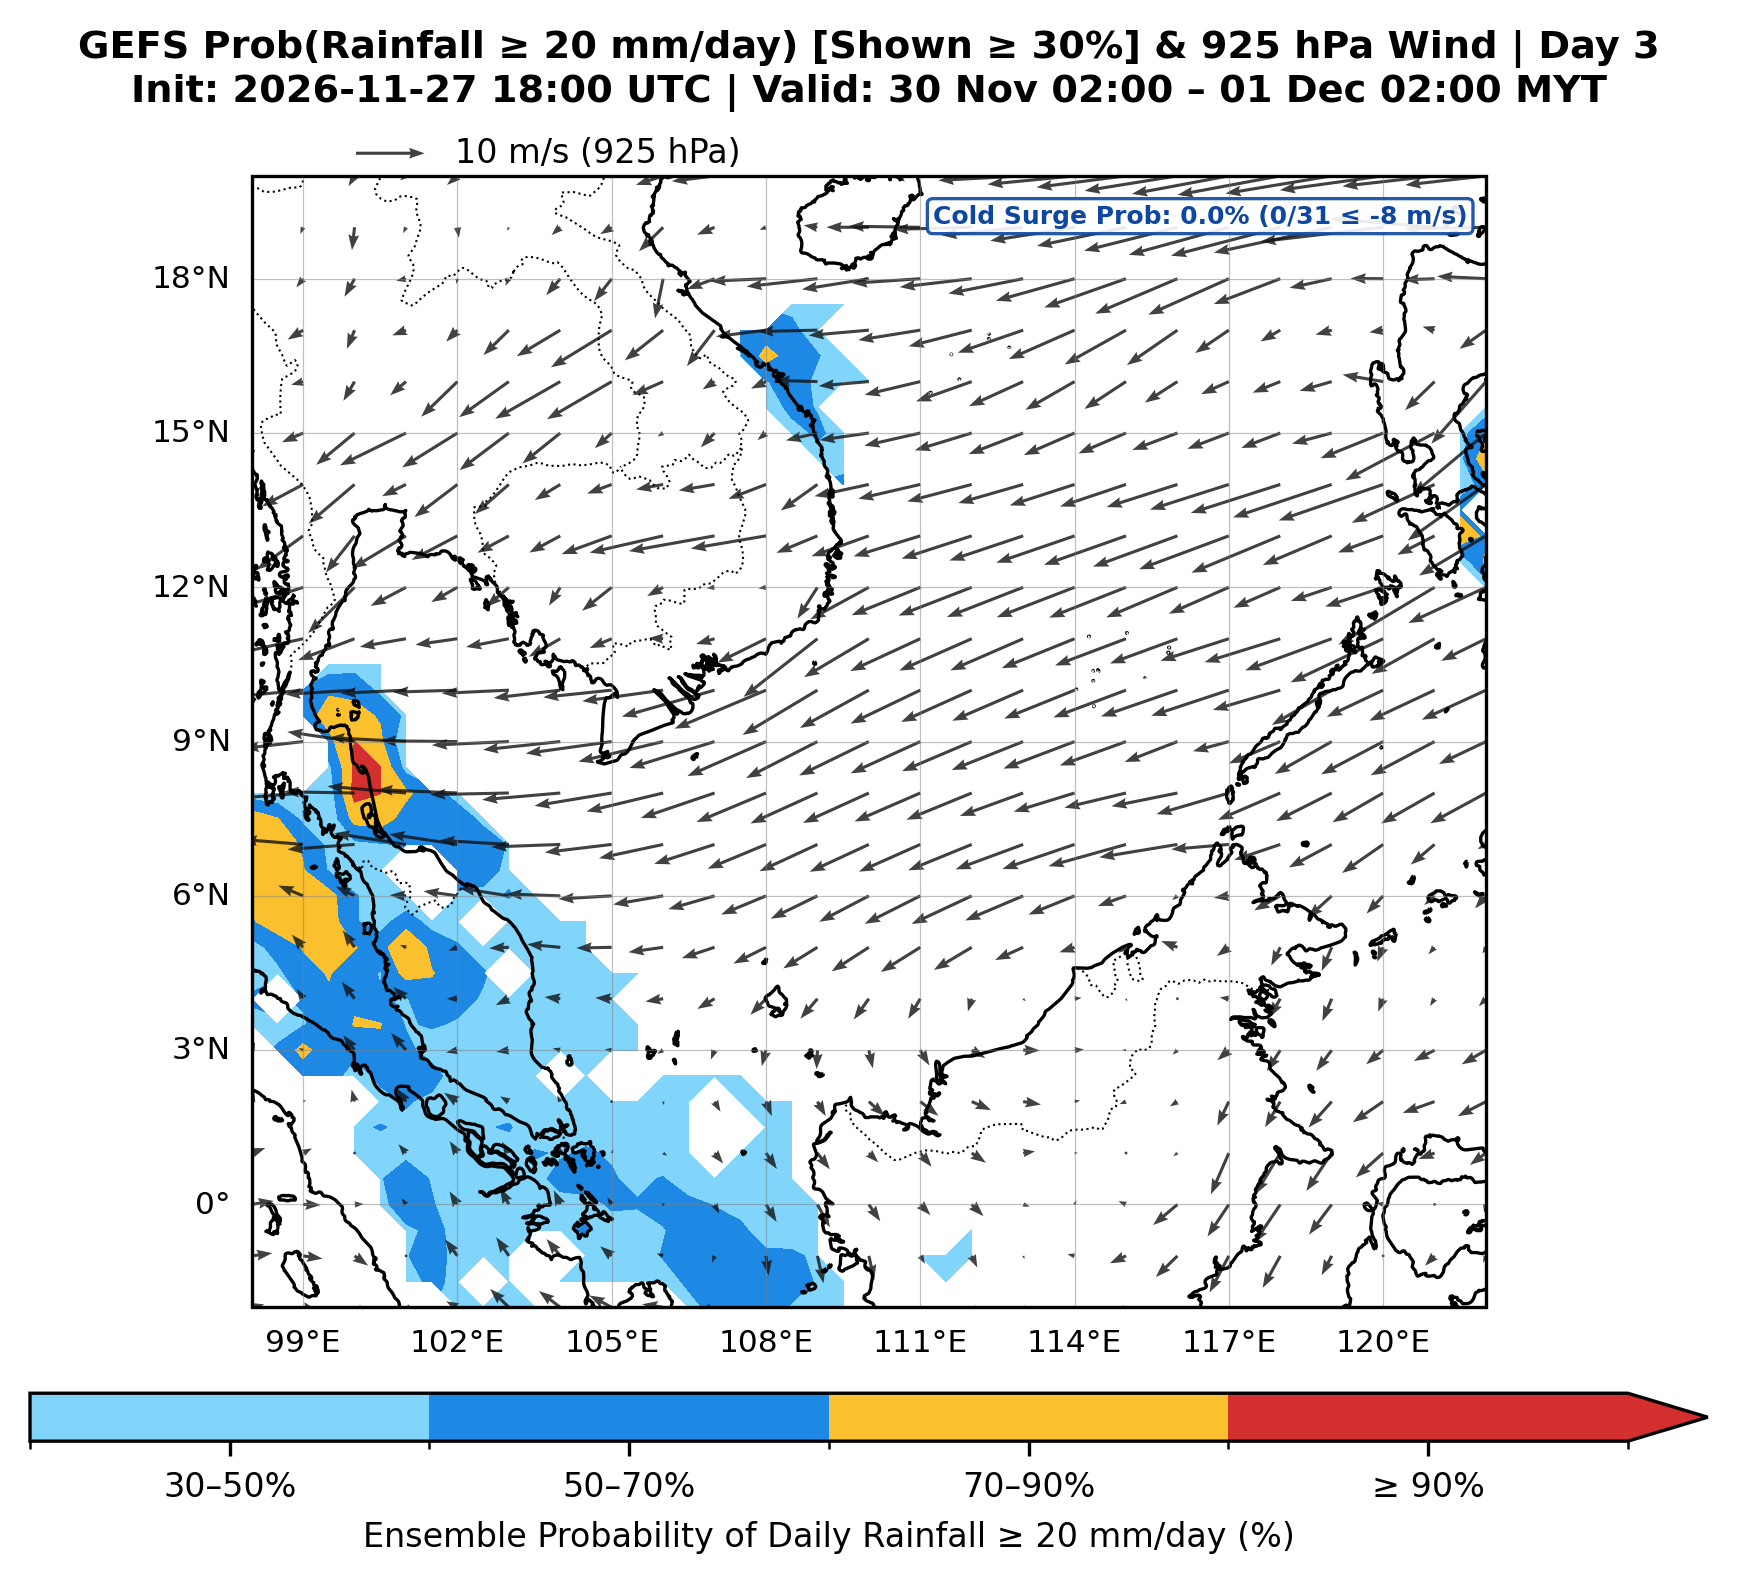 GEFS Prob(Rainfall ≥ 20 mm/day) [Shown ≥ 30%] & 925 hPa Wind | Day 3
Init: 2026-11-27 18:00 UTC | Valid: 30 Nov 02:00 – 01 Dec 02:00 MYT
10 m/s (925 hPa)
Cold Surge Prob: 0.0% (0/31 ≤ -8 m/s)
18°N
15°N
12°N
9°N
6°N
3°N
0°
99°E 102°E 105°E 108°E 111°E 114°E 117°E 120°E
30–50% 50–70% 70–90% ≥ 90%
Ensemble Probability of Daily Rainfall ≥ 20 mm/day (%)